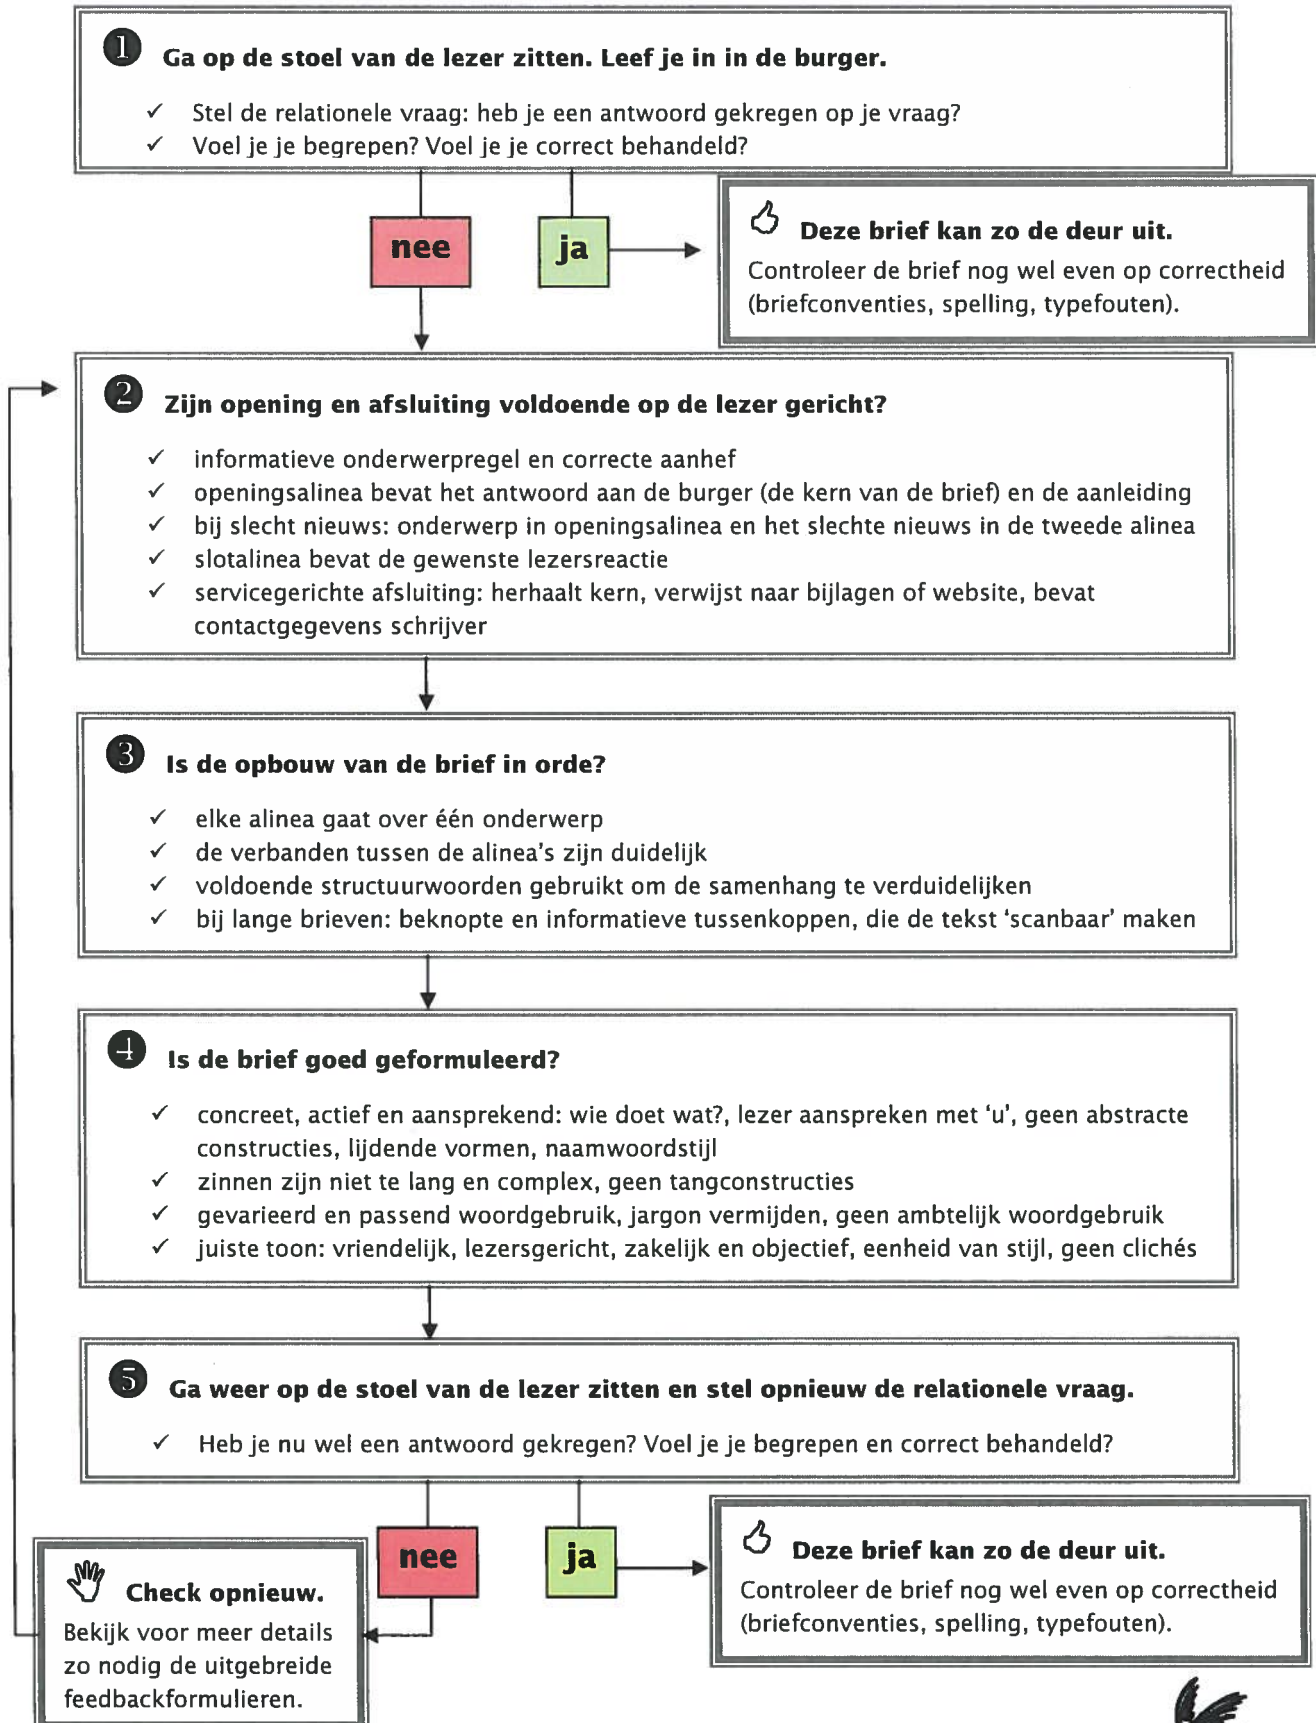 1 Ga op de stoel van de lezer zitten. Leef je in in de burger.
✓ Stel de relationele vraag: heb je een antwoord gekregen op je vraag?
✓ Voel je je begrepen? Voel je je correct behandeld?
nee
ja
Deze brief kan zo de deur uit.
Controleer de brief nog wel even op correctheid
(briefconventies, spelling, typefouten).
2 Zijn opening en afsluiting voldoende op de lezer gericht?
✓ informatieve onderwerpregel en correcte aanhef
✓ openingsalinea bevat het antwoord aan de burger (de kern van de brief) en de aanleiding
✓ bij slecht nieuws: onderwerp in openingsalinea en het slechte nieuws in de tweede alinea
✓ slotalinea bevat de gewenste lezersreactie
✓ servicegerichte afsluiting: herhaalt kern, verwijst naar bijlagen of website, bevat
contactgegevens schrijver
3 Is de opbouw van de brief in orde?
✓ elke alinea gaat over één onderwerp
✓ de verbanden tussen de alinea's zijn duidelijk
✓ voldoende structuurwoorden gebruikt om de samenhang te verduidelijken
✓ bij lange brieven: beknopte en informatieve tussenkoppen, die de tekst 'scanbaar' maken
4 Is de brief goed geformuleerd?
✓ concreet, actief en aansprekend: wie doet wat?, lezer aanspreken met 'u', geen abstracte
constructies, lijdende vormen, naamwoordstijl
✓ zinnen zijn niet te lang en complex, geen tangconstructies
✓ gevarieerd en passend woordgebruik, jargon vermijden, geen ambtelijk woordgebruik
✓ juiste toon: vriendelijk, lezersgericht, zakelijk en objectief, eenheid van stijl, geen clichés
5 Ga weer op de stoel van de lezer zitten en stel opnieuw de relationele vraag.
✓ Heb je nu wel een antwoord gekregen? Voel je je begrepen en correct behandeld?
nee
ja
Deze brief kan zo de deur uit.
Controleer de brief nog wel even op correctheid
(briefconventies, spelling, typefouten).
Check opnieuw.
Bekijk voor meer details
zo nodig de uitgebreide
feedbackformulieren.